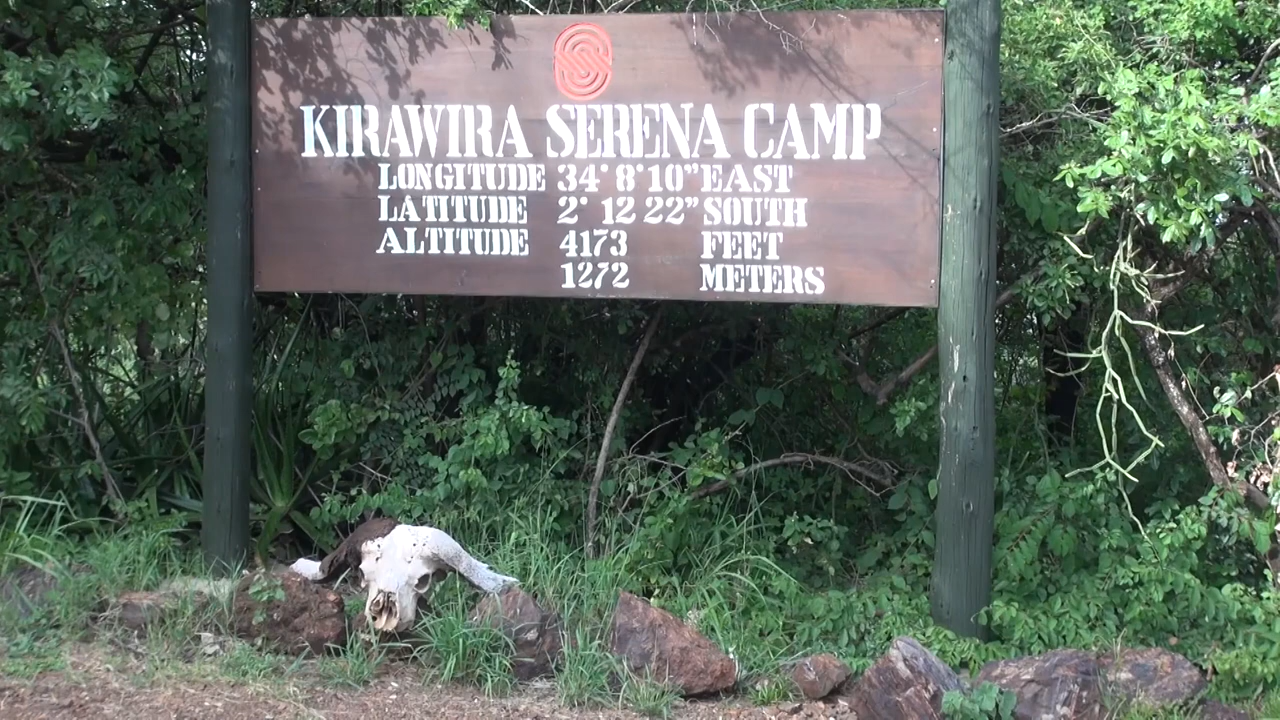 KIRAWIRA SERENA CAMP
LONGITUDE 34° 8° 10" EAST
LATITUDE 2° 12 22" SOUTH
ALTITUDE 4173 FEET
1272 METERS